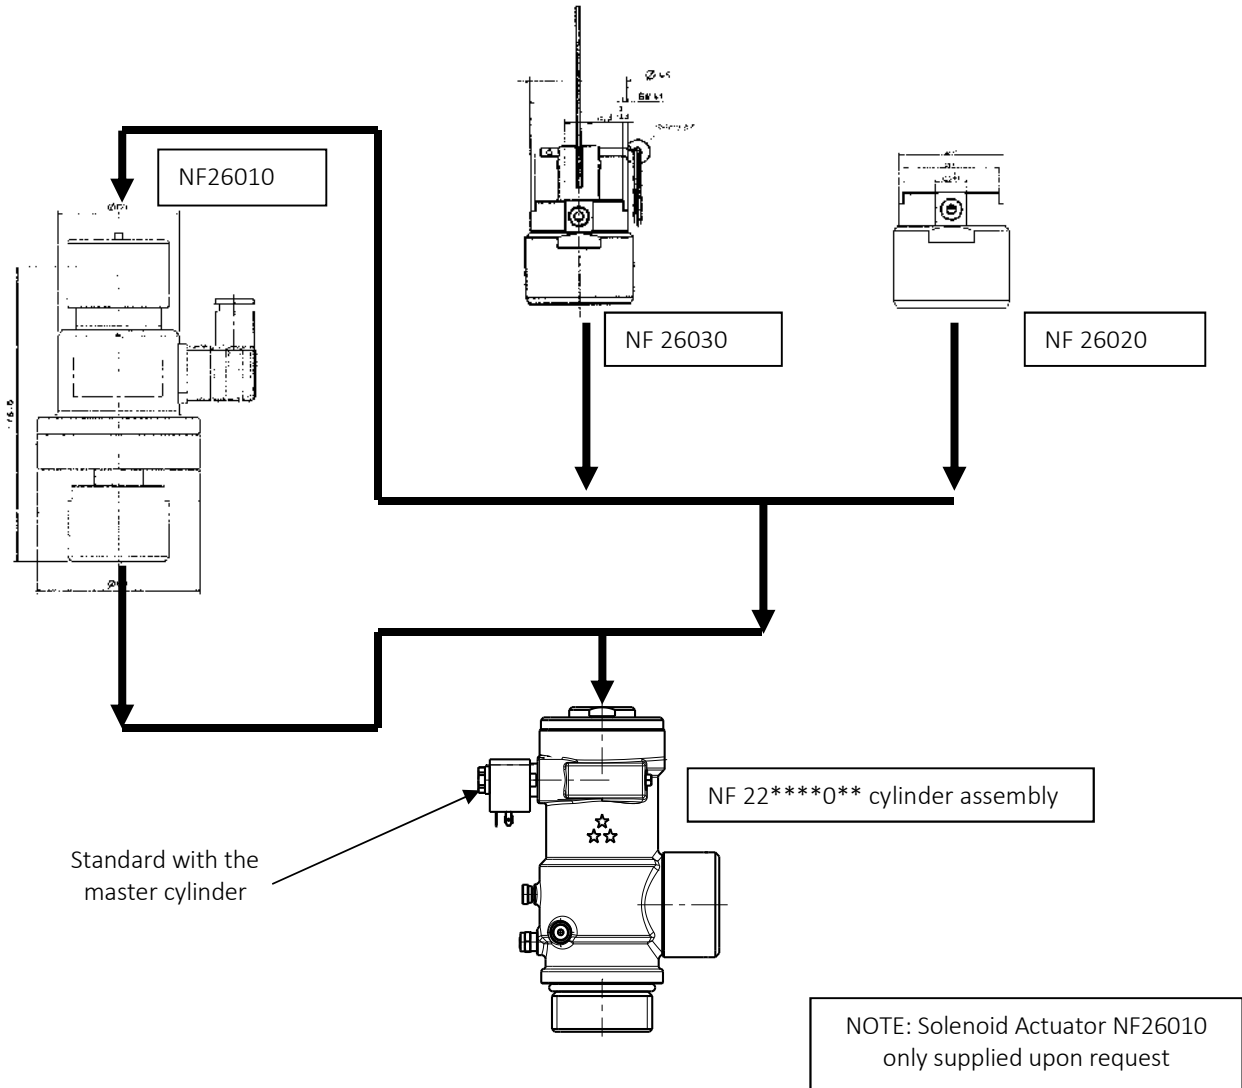 NF26010
NF 26030
NF 26020
NF 22****0** cylinder assembly
Standard with the
master cylinder
NOTE: Solenoid Actuator NF26010
only supplied upon request